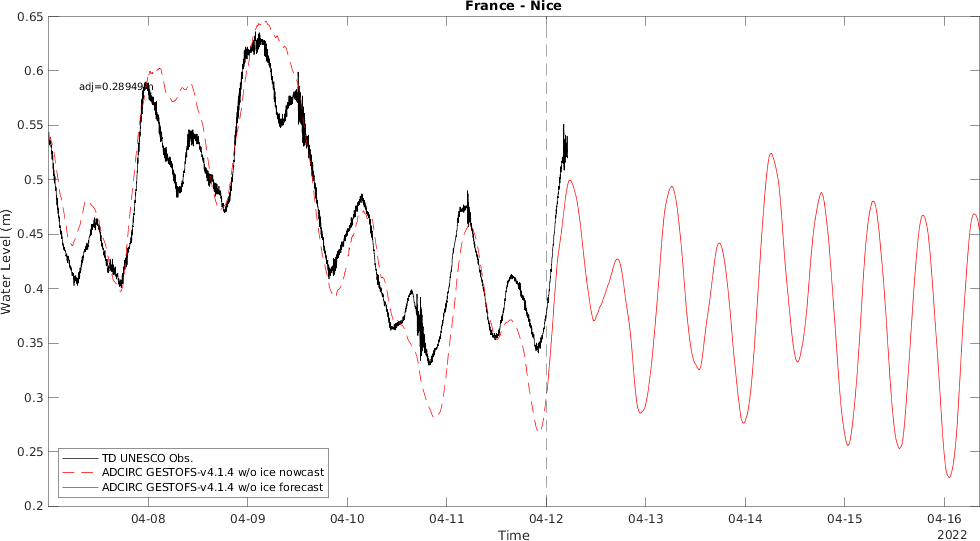 France - Nice
0.65
0.6
adj=0.28949m
0.55
0.5
0.45
0.4
0.35
0.3
0.25
0.2
Water Level (m)
TD UNESCO Obs.
ADCIRC GESTOFS-v4.1.4 w/o ice nowcast
ADCIRC GESTOFS-v4.1.4 w/o ice forecast
04-08 04-09 04-10 04-11 04-12 04-13 04-14 04-15 04-16
Time
2022